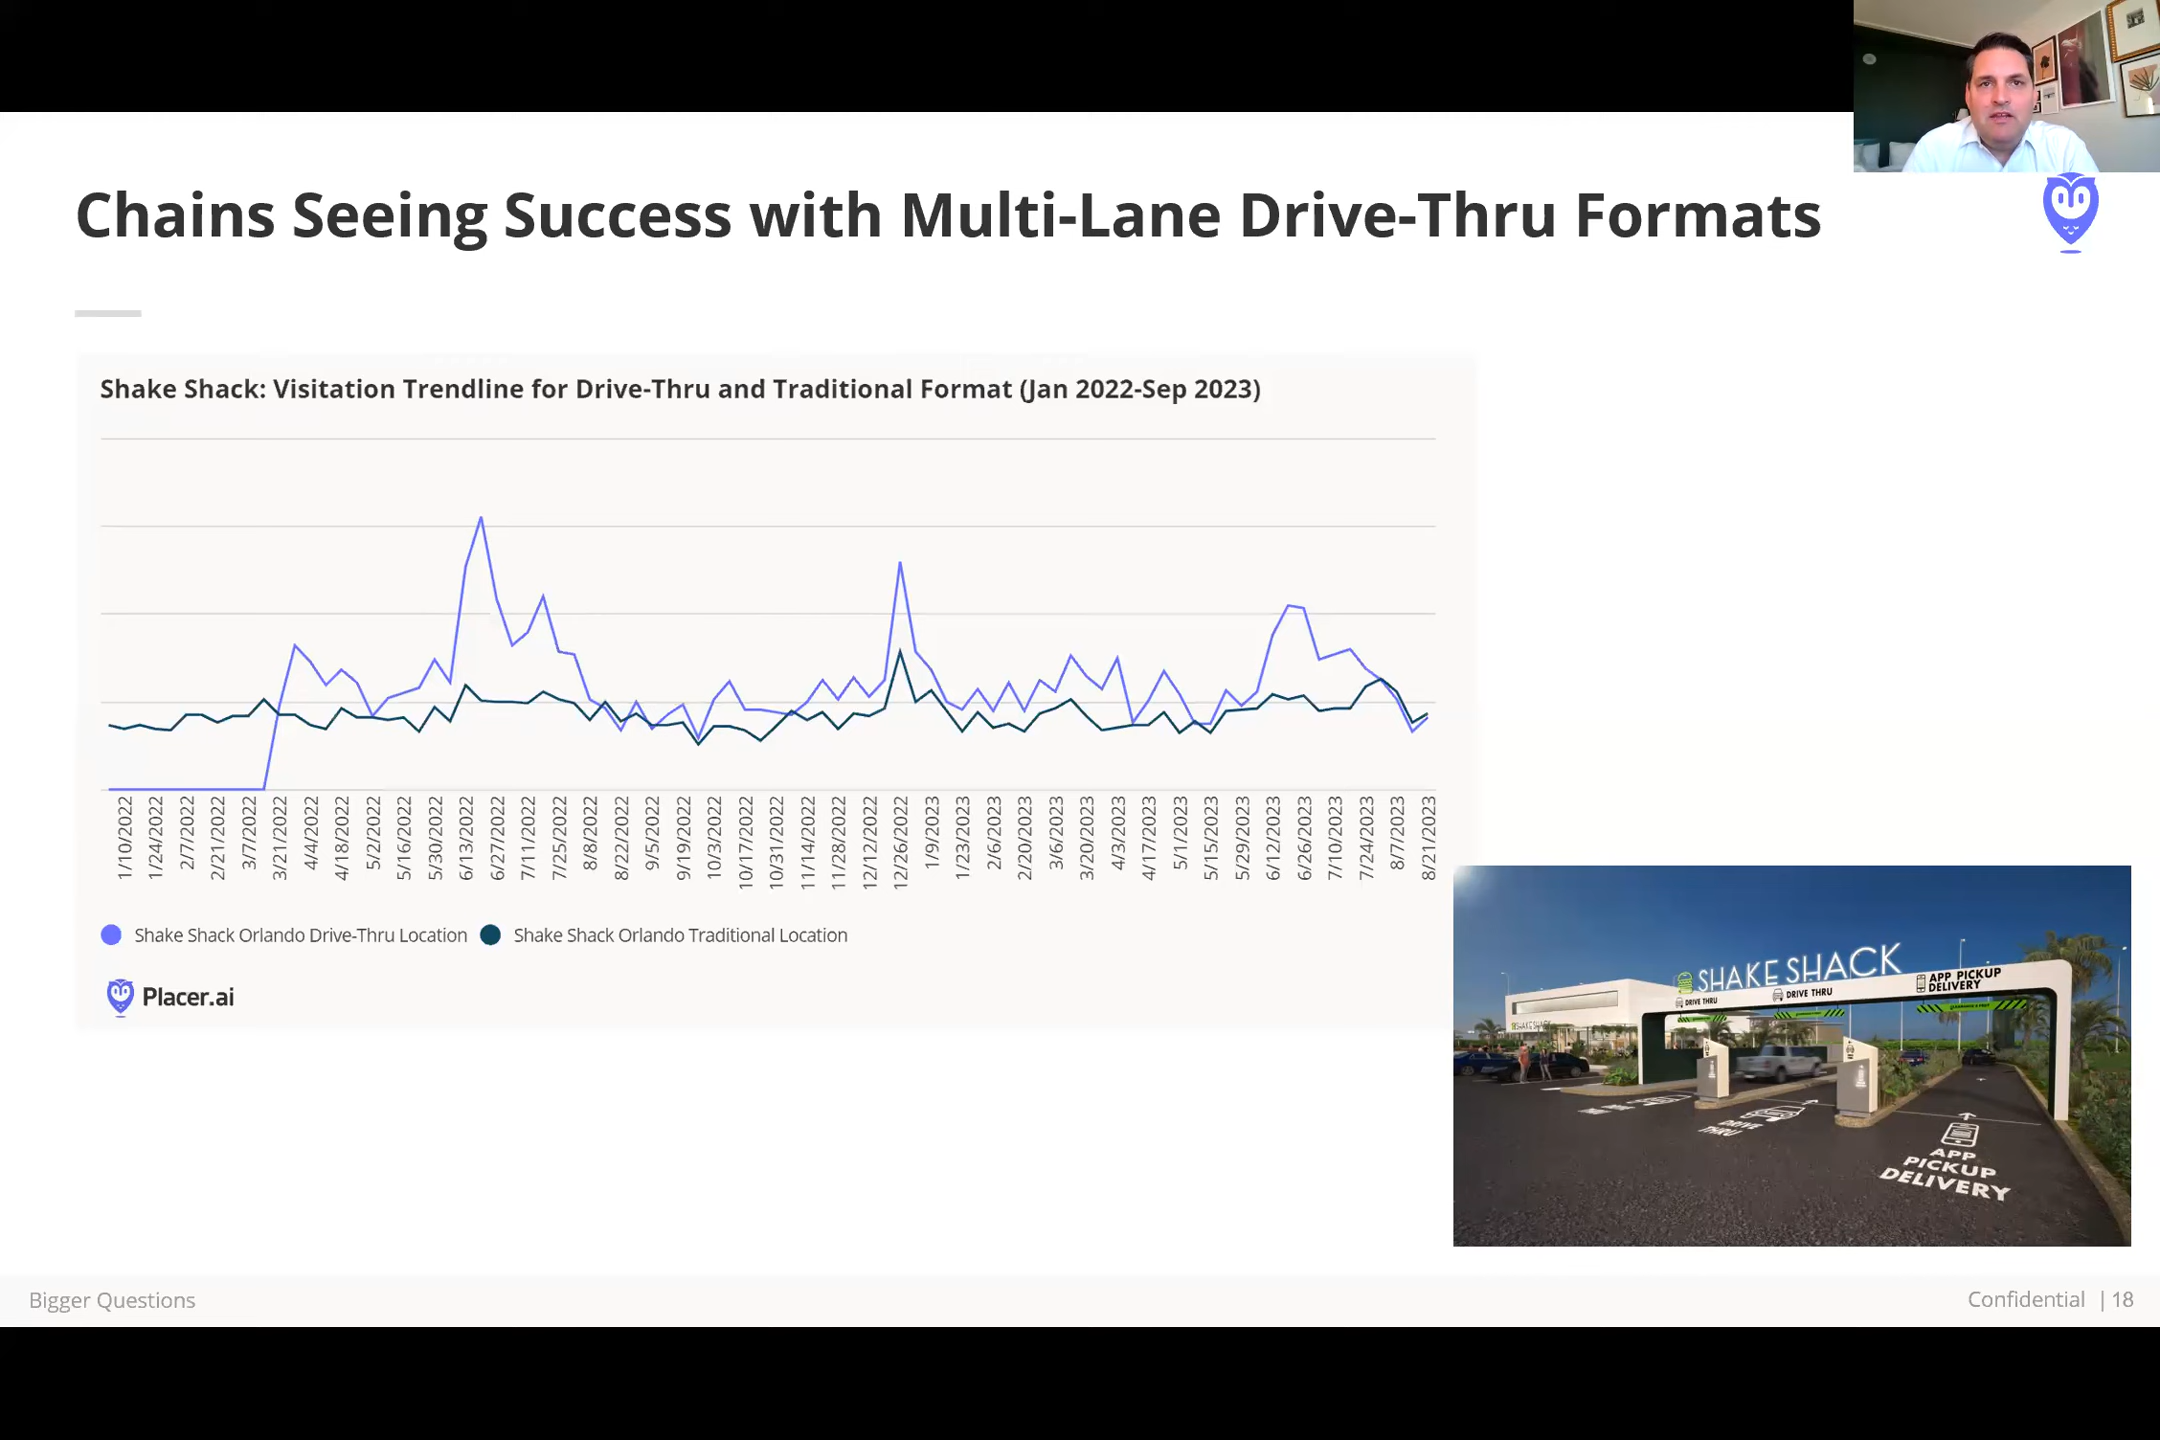 Chains Seeing Success with Multi-Lane Drive-Thru Formats
Shake Shack: Visitation Trendline for Drive-Thru and Traditional Format (Jan 2022-Sep 2023)
1/10/2022
1/24/2022
2/7/2022
2/21/2022
3/7/2022
3/21/2022
4/4/2022
4/18/2022
5/2/2022
5/16/2022
5/30/2022
6/13/2022
6/27/2022
7/11/2022
7/25/2022
8/8/2022
8/22/2022
9/5/2022
9/19/2022
10/3/2022
10/17/2022
10/31/2022
11/14/2022
11/28/2022
12/12/2022
12/26/2022
1/9/2023
1/23/2023
2/6/2023
2/20/2023
3/6/2023
3/20/2023
4/3/2023
4/17/2023
5/1/2023
5/15/2023
5/29/2023
6/12/2023
6/26/2023
7/10/2023
7/24/2023
8/7/2023
8/21/2023
Shake Shack Orlando Drive-Thru Location
Shake Shack Orlando Traditional Location
Placer.ai
SHAKE SHACK
DRIVE THRU
DRIVE THRU
APP PICKUP
DELIVERY
SHAKE SHACK
DRIVE
THRU
APP
PICKUP
DELIVERY
Bigger Questions
Confidential | 18